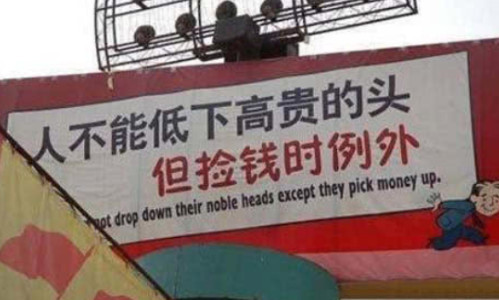 人不能低下高贵的头
但捡钱时例外
not drop down their noble heads except they pick money up.